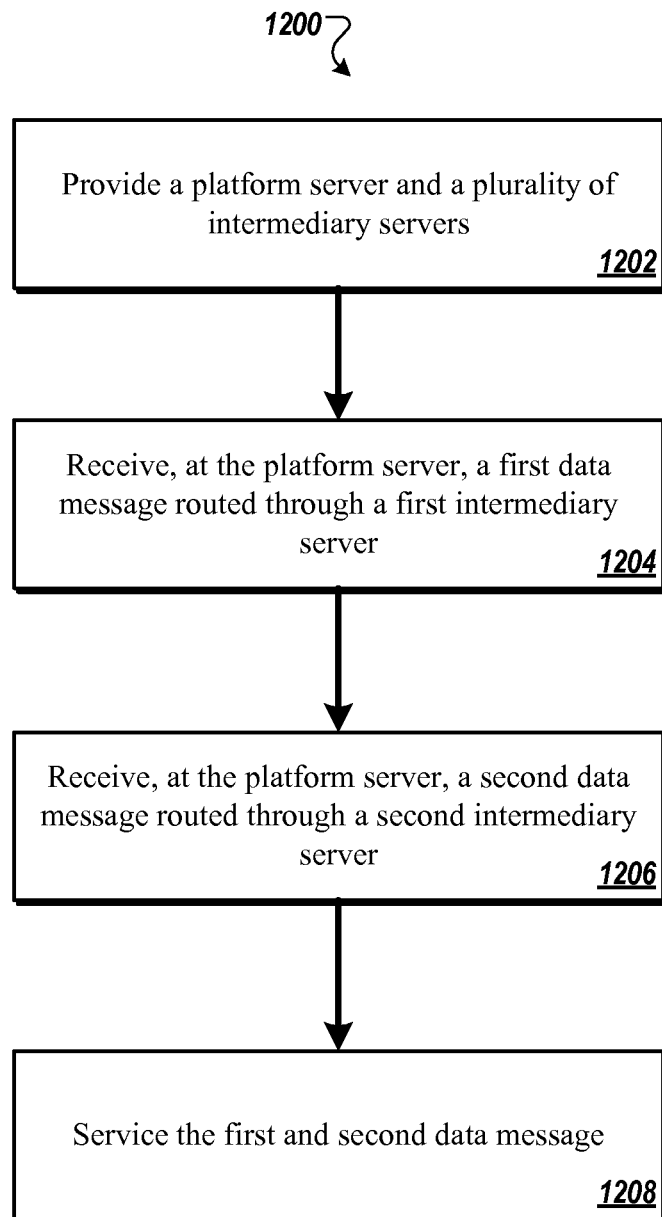 1200
Provide a platform server and a plurality of
intermediary servers
1202
Receive, at the platform server, a first data
message routed through a first intermediary
server
1204
Receive, at the platform server, a second data
message routed through a second intermediary
server
1206
Service the first and second data message
1208